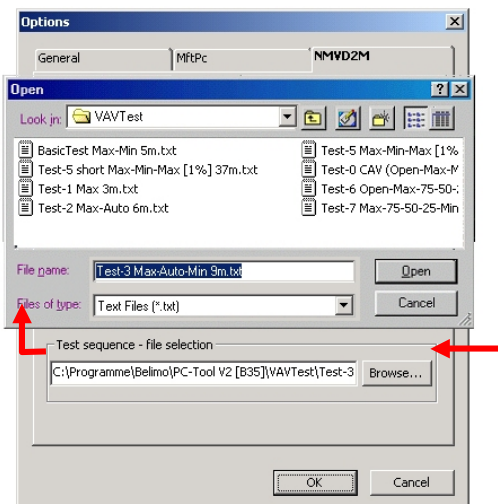 Options
General MftPc NMVD2M
Open
Look in: VAVTest
BasicTest Max-Min 5m.txt
Test-5 short Max-Min-Max [1%] 37m.txt
Test-1 Max 3m.txt
Test-2 Max-Auto 6m.txt
Test-5 Max-Min-Max [1%
Test-0 CAV (Open-Max-M
Test-6 Open-Max-75-50-
Test-7 Max-75-50-25-Min
File name: Test-3 Max-Auto-Min 9m.txt Open
Files of type: Text Files (*.txt) Cancel
Test sequence - file selection
C:\Programme\Belimo\PC-Tool V2 [B35]\VAVTest\Test-3 Browse...
OK Cancel